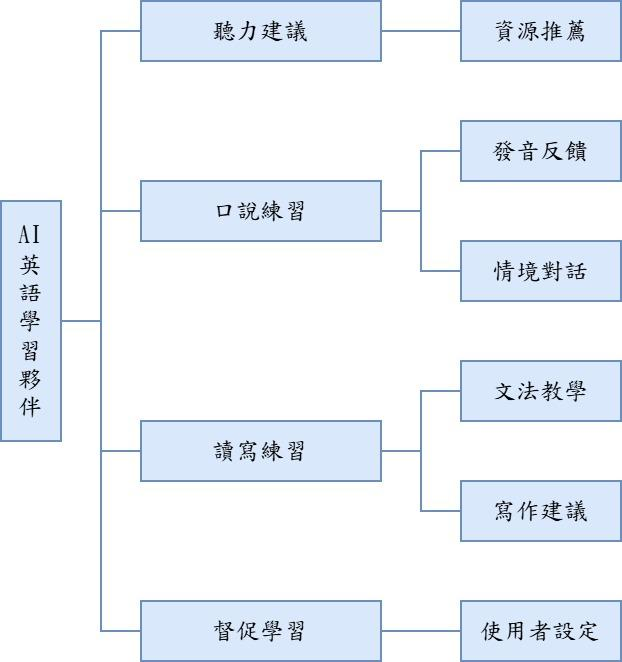 AI英語學習夥伴
聽力建議
資源推薦
口說練習
發音反饋
情境對話
讀寫練習
文法教學
寫作建議
督促學習
使用者設定